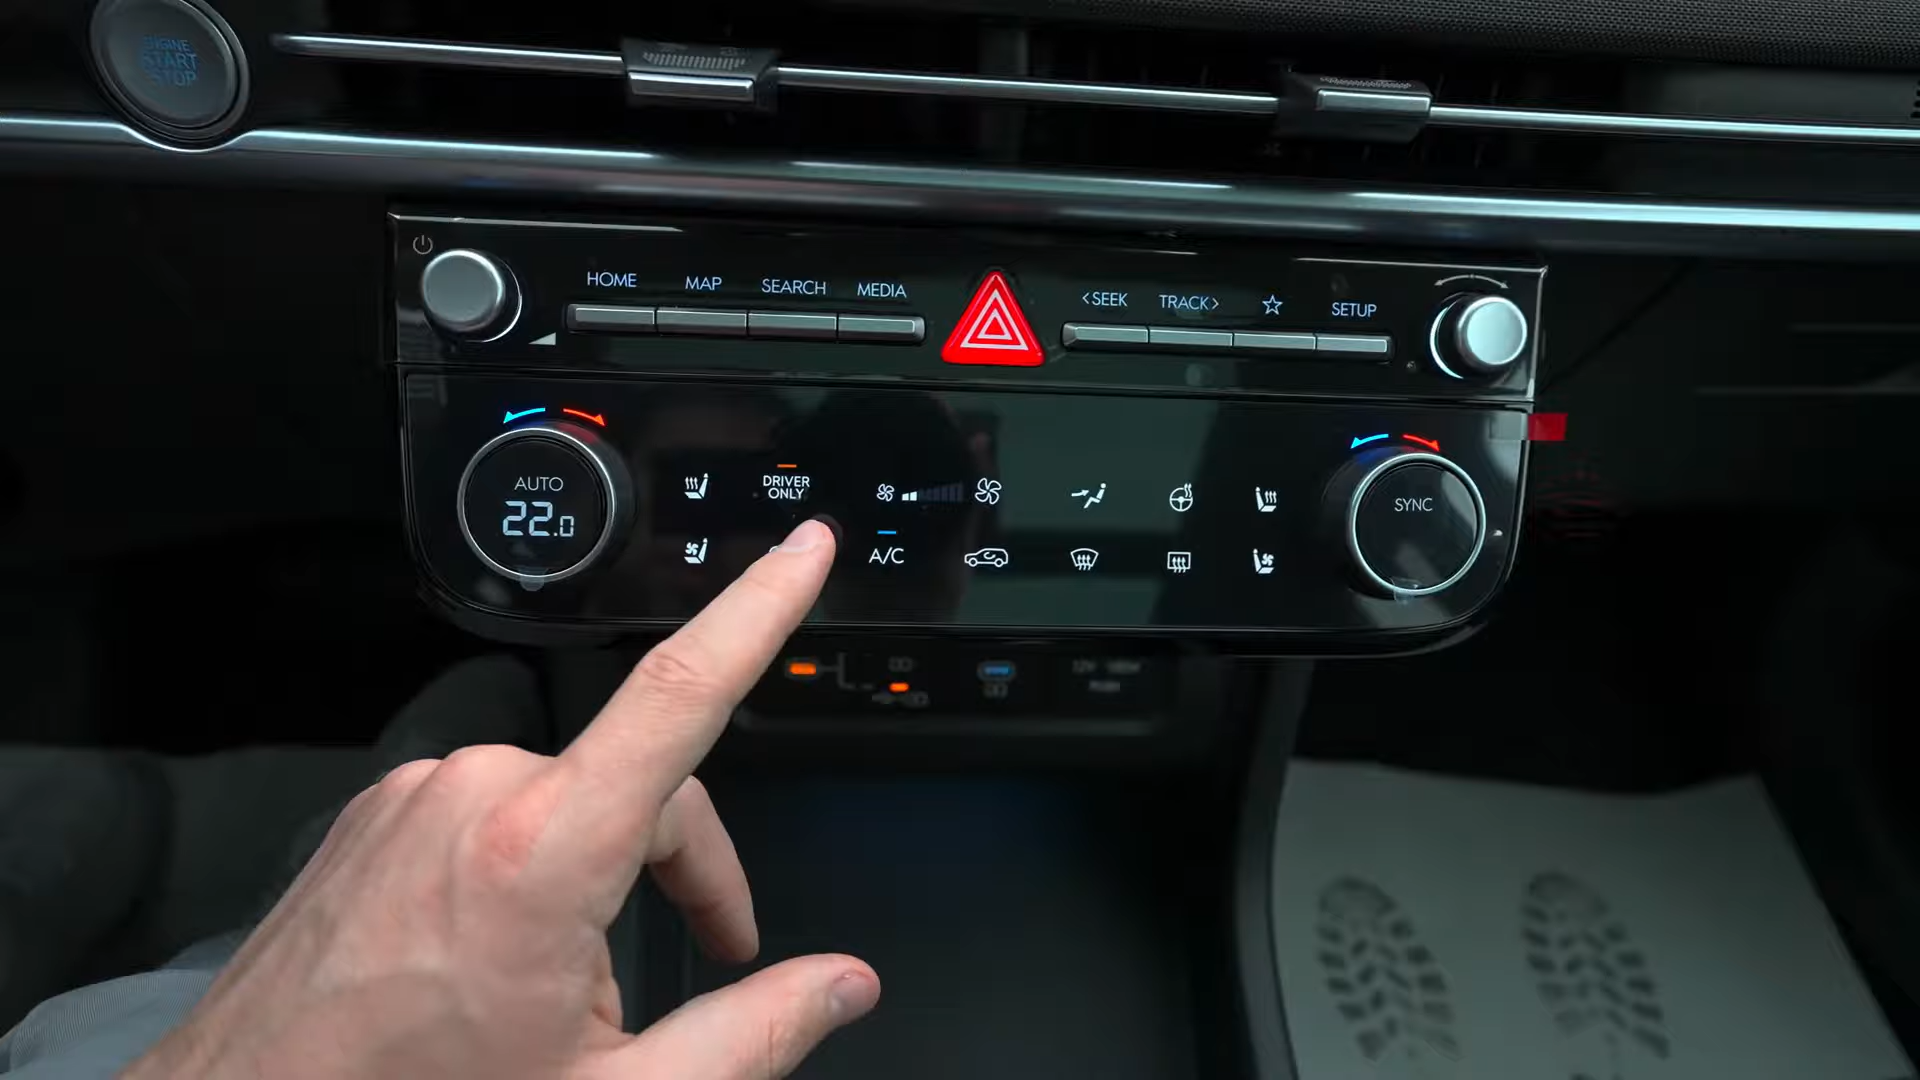 ENGINE
START
STOP
HOME
MAP
SEARCH
MEDIA
<SEEK
TRACK>
SETUP
AUTO
22.0
DRIVER
ONLY
A/C
SYNC